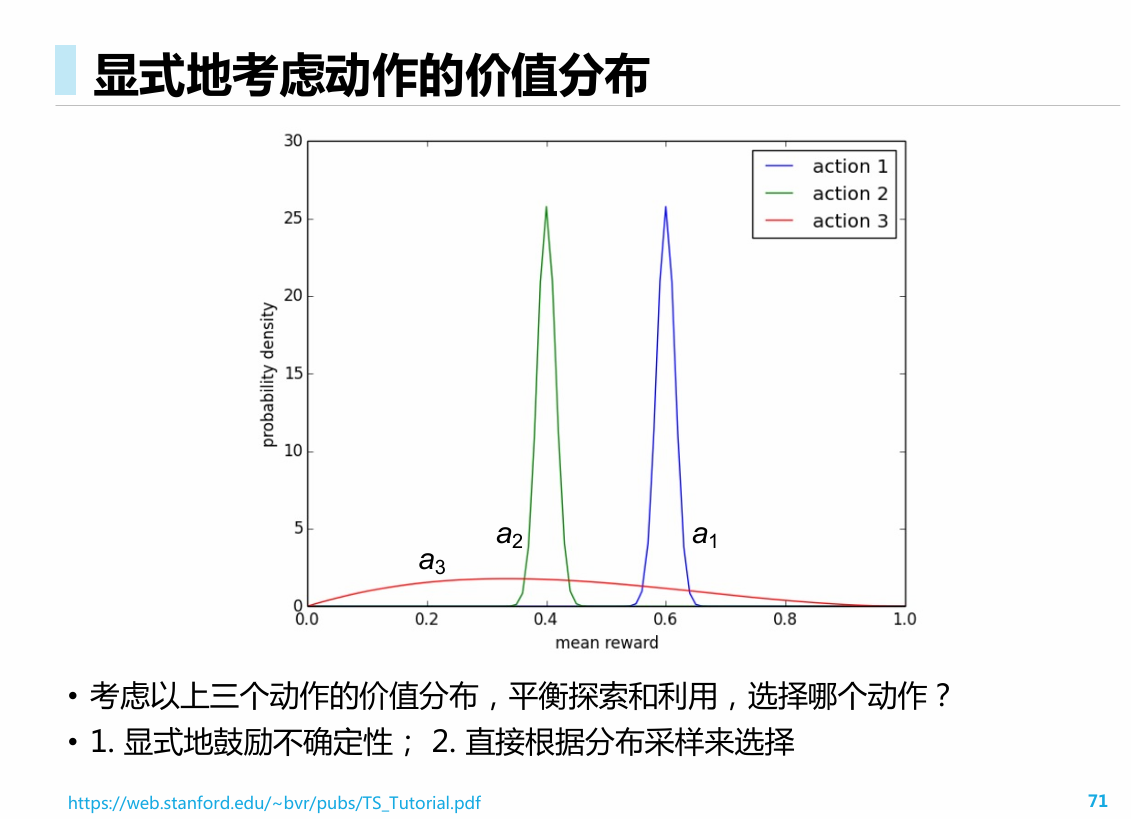 显式地考虑动作的价值分布
30
25
20
15
10
5
0
probability density
action 1
action 2
action 3
a3
a2
a1
0.0 0.2 0.4 0.6 0.8 1.0
mean reward
• 考虑以上三个动作的价值分布，平衡探索和利用，选择哪个动作？
• 1. 显式地鼓励不确定性； 2. 直接根据分布采样来选择
https://web.stanford.edu/~bvr/pubs/TS_Tutorial.pdf
71